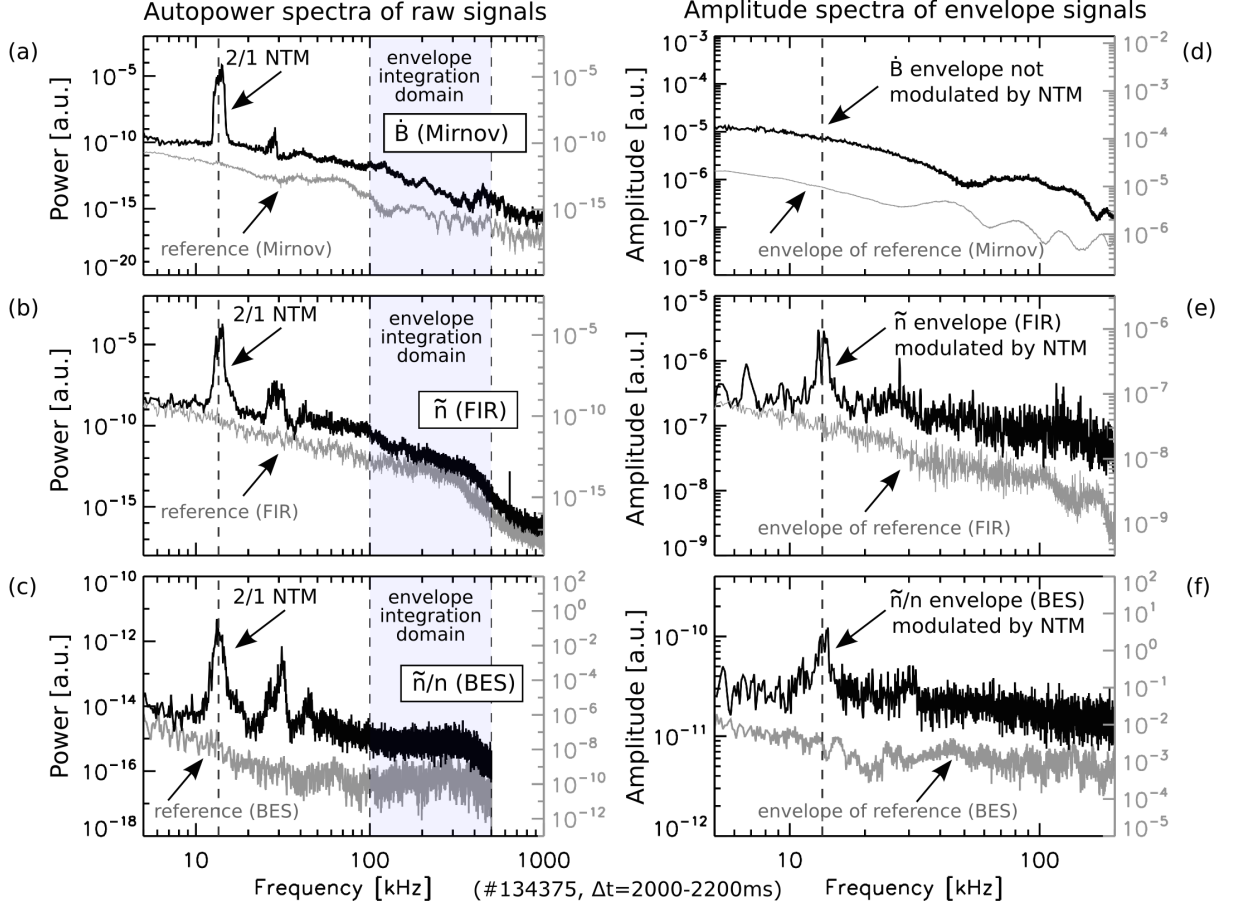 Autopower spectra of raw signals
Amplitude spectra of envelope signals
(a)
Power [a.u.]
10⁻⁵
10⁻¹⁰
10⁻¹⁵
10⁻²⁰
2/1 NTM
envelope
integration
domain
Ḃ (Mirnov)
reference (Mirnov)
10⁻⁵
10⁻¹⁰
10⁻¹⁵
(d)
Amplitude [a.u.]
10⁻³
10⁻⁴
10⁻⁵
10⁻⁶
10⁻⁷
10⁻⁸
Ḃ envelope not
modulated by NTM
envelope of reference (Mirnov)
10⁻²
10⁻³
10⁻⁴
10⁻⁵
10⁻⁶
(b)
Power [a.u.]
10⁻⁵
10⁻¹⁰
10⁻¹⁵
2/1 NTM
envelope
integration
domain
ñ (FIR)
reference (FIR)
10⁻⁵
10⁻¹⁰
10⁻¹⁵
(e)
Amplitude [a.u.]
10⁻⁵
10⁻⁶
10⁻⁷
10⁻⁸
10⁻⁹
ñ envelope (FIR)
modulated by NTM
envelope of reference (FIR)
10⁻⁶
10⁻⁷
10⁻⁸
10⁻⁹
(c)
Power [a.u.]
10⁻¹⁰
10⁻¹²
10⁻¹⁴
10⁻¹⁶
10⁻¹⁸
2/1 NTM
envelope
integration
domain
ñ/n (BES)
reference (BES)
10²
10⁰
10⁻²
10⁻⁴
10⁻⁶
10⁻⁸
10⁻¹⁰
10⁻¹²
(f)
Amplitude [a.u.]
10⁻¹⁰
10⁻¹¹
10⁻¹²
ñ/n envelope (BES)
modulated by NTM
envelope of reference (BES)
10²
10¹
10⁰
10⁻¹
10⁻²
10⁻³
10⁻⁴
10⁻⁵
10 100 1000
10 100
Frequency [kHz]
(#134375, Δt=2000-2200ms)
Frequency [kHz]